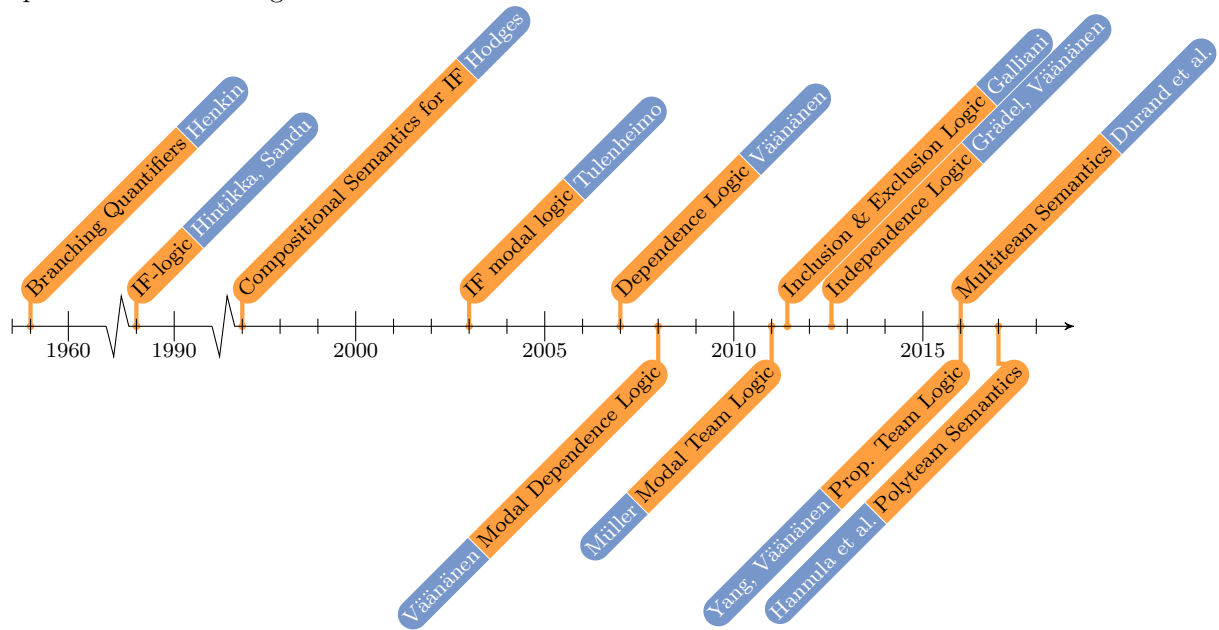 Branching Quantifiers Henkin
IF-logic Hintikka, Sandu
Compositional Semantics for IF Hodges
IF modal logic Tulenheimo
Dependence Logic Väänänen
Inclusion & Exclusion Logic Galliani
Independence Logic Grädel, Väänänen
Multiteam Semantics Durand et al.
1960
1990
2000
2005
2010
2015
Väänänen Modal Dependence Logic
Müller Modal Team Logic
Yang, Väänänen Prop. Team Logic
Hannula et al. Polyteam Semantics